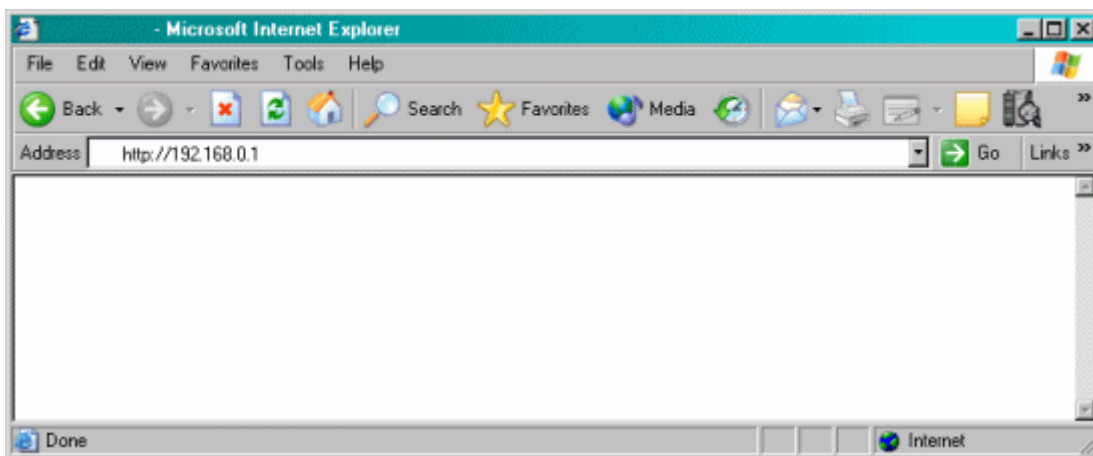 - Microsoft Internet Explorer
File Edit View Favorites Tools Help
Back Search Favorites Media »
Address http://192.168.0.1 Go Links »
Done Internet